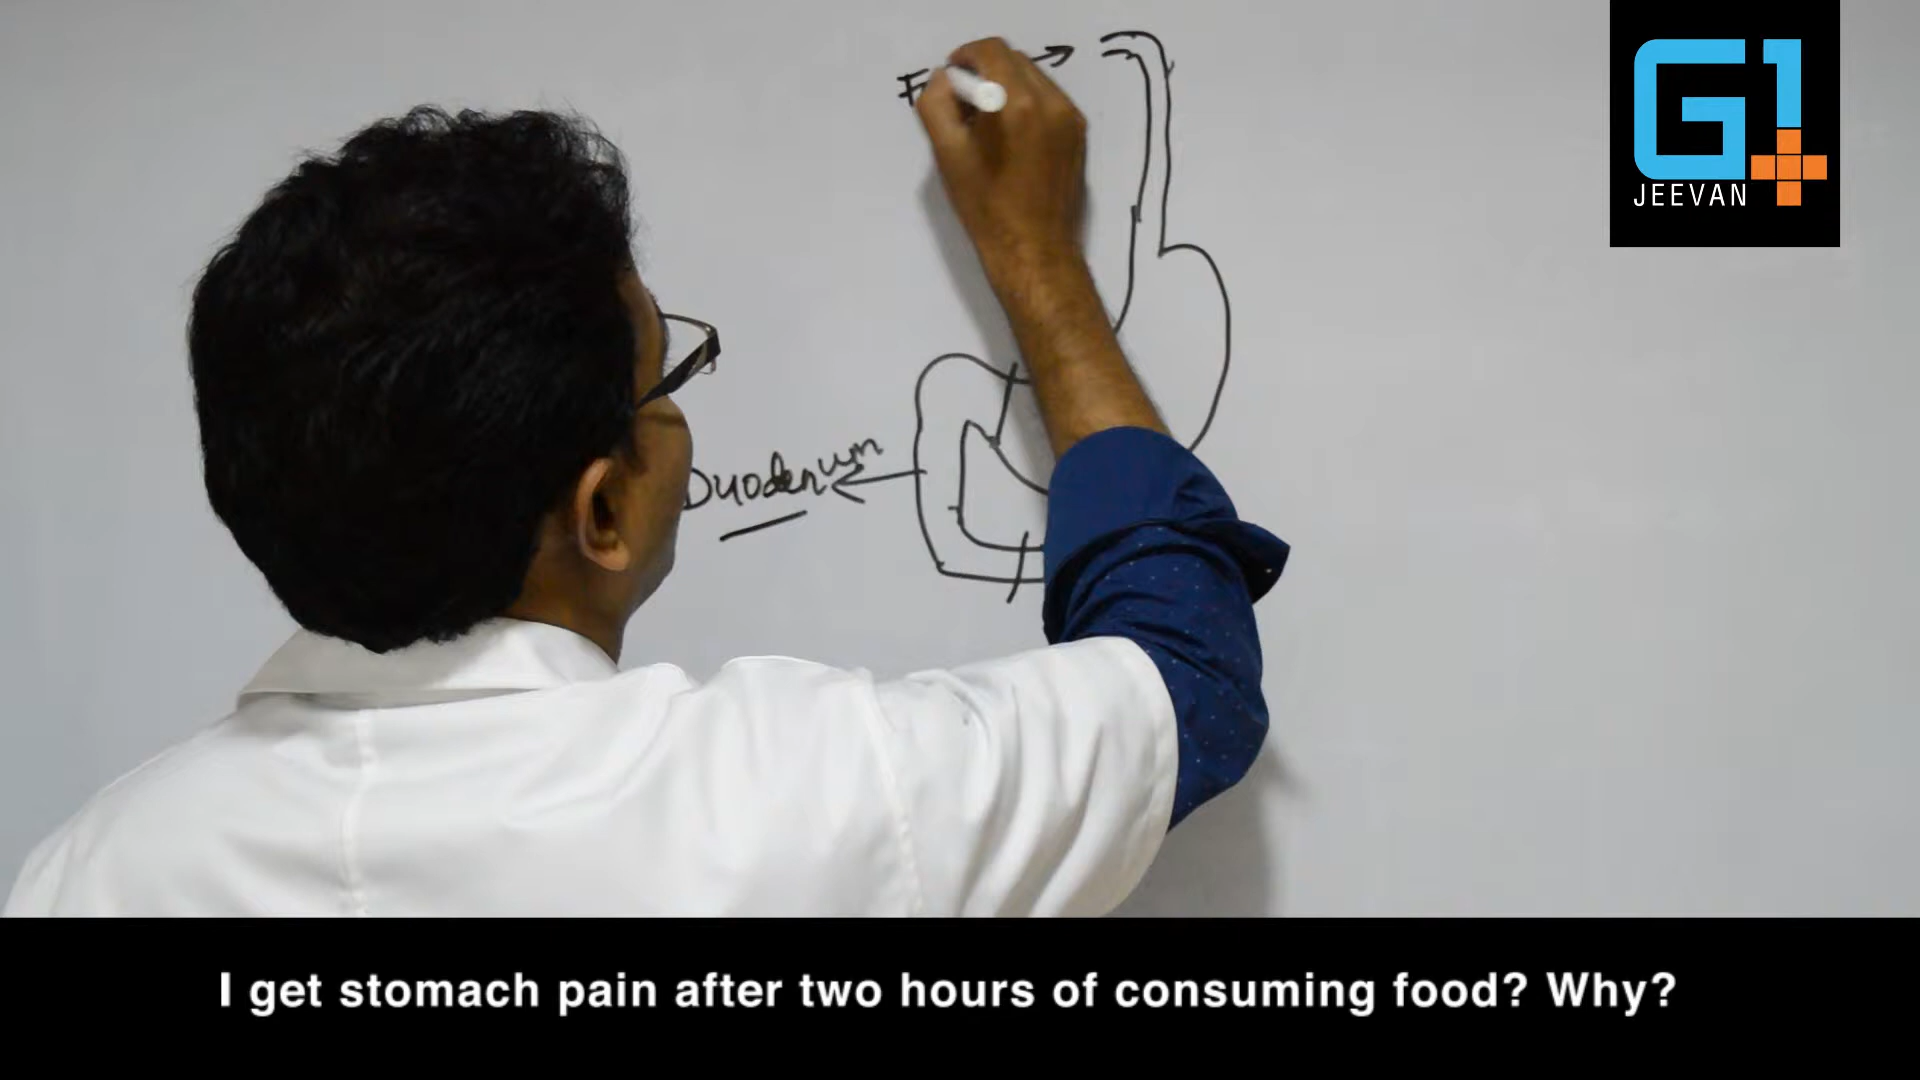 G1
JEEVAN
Duodenum
I get stomach pain after two hours of consuming food? Why?